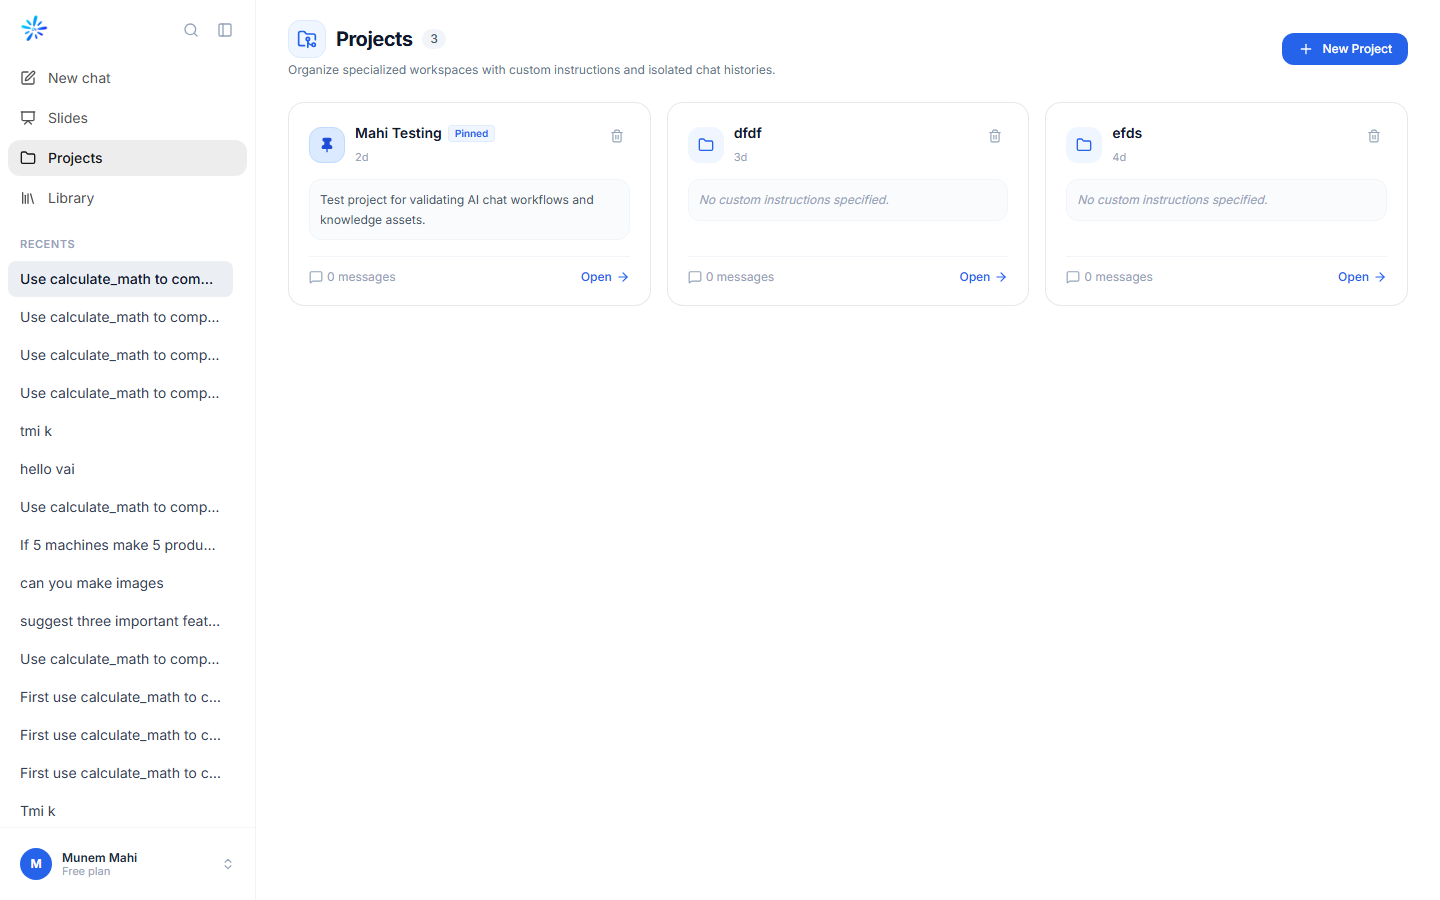 New chat
Slides
Projects
Library
RECENTS
Use calculate_math to com...
Use calculate_math to comp...
Use calculate_math to comp...
Use calculate_math to comp...
tmi k
hello vai
Use calculate_math to comp...
If 5 machines make 5 produ...
can you make images
suggest three important feat...
Use calculate_math to comp...
First use calculate_math to c...
First use calculate_math to c...
First use calculate_math to c...
Tmi k
M
Munem Mahi
Free plan
Projects 3
Organize specialized workspaces with custom instructions and isolated chat histories.
New Project
Mahi Testing Pinned
2d
Test project for validating AI chat workflows and
knowledge assets.
0 messages Open
dfdf
3d
No custom instructions specified.
0 messages Open
efds
4d
No custom instructions specified.
0 messages Open